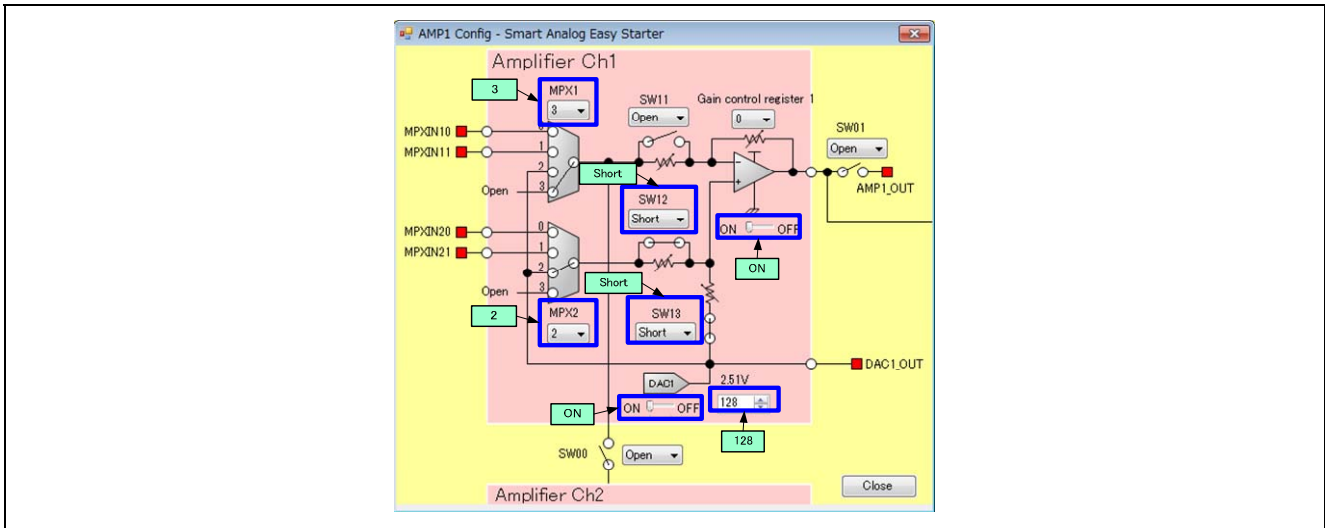 AMP1 Config - Smart Analog Easy Starter
Amplifier Ch1
3
MPX1
3
SW11
Open
Gain control register 1
0
SW01
Open
MPXIN10
0
MPXIN11
1
2
Short
Open
3
-
+
AMP1_OUT
SW12
Short
ON OFF
ON
MPXIN20
0
MPXIN21
1
2
Short
Open
3
2
MPX2
2
SW13
Short
DAC1_OUT
DAC1
2.51V
128
ON
ON OFF
128
SW00
Open
Close
Amplifier Ch2